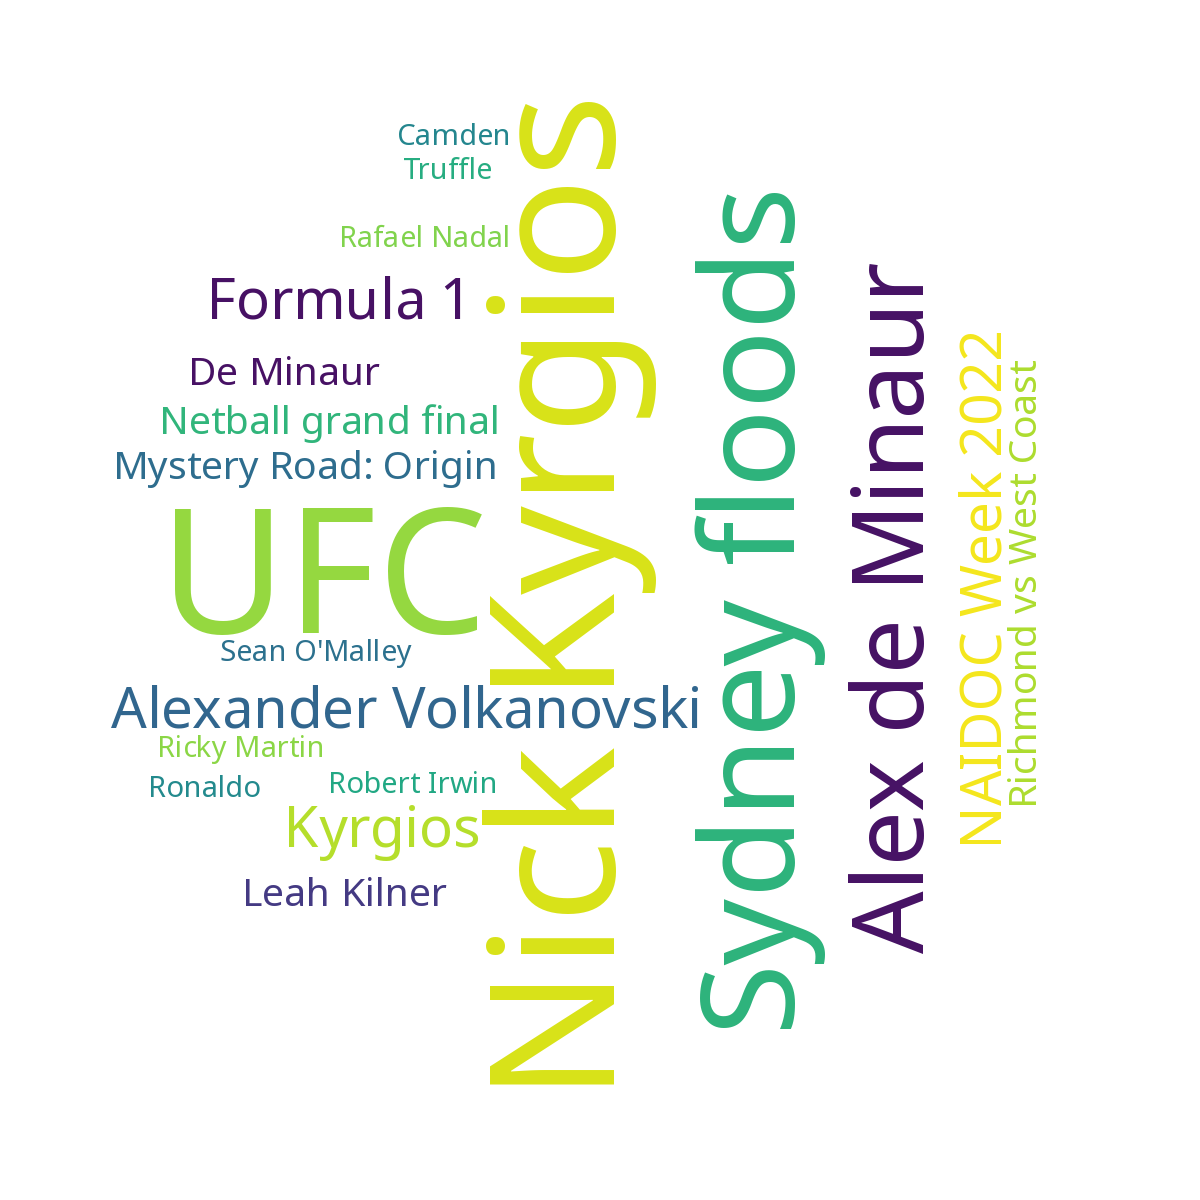 Camden
Truffle
Rafael Nadal
Formula 1
De Minaur
Netball grand final
Mystery Road: Origin
UFC
Sean O'Malley
Alexander Volkanovski
Ricky Martin
Ronaldo
Robert Irwin
Kyrgios
Leah Kilner
Nick Kyrgios
Sydney floods
Alex de Minaur
NAIDOC Week 2022
Richmond vs West Coast